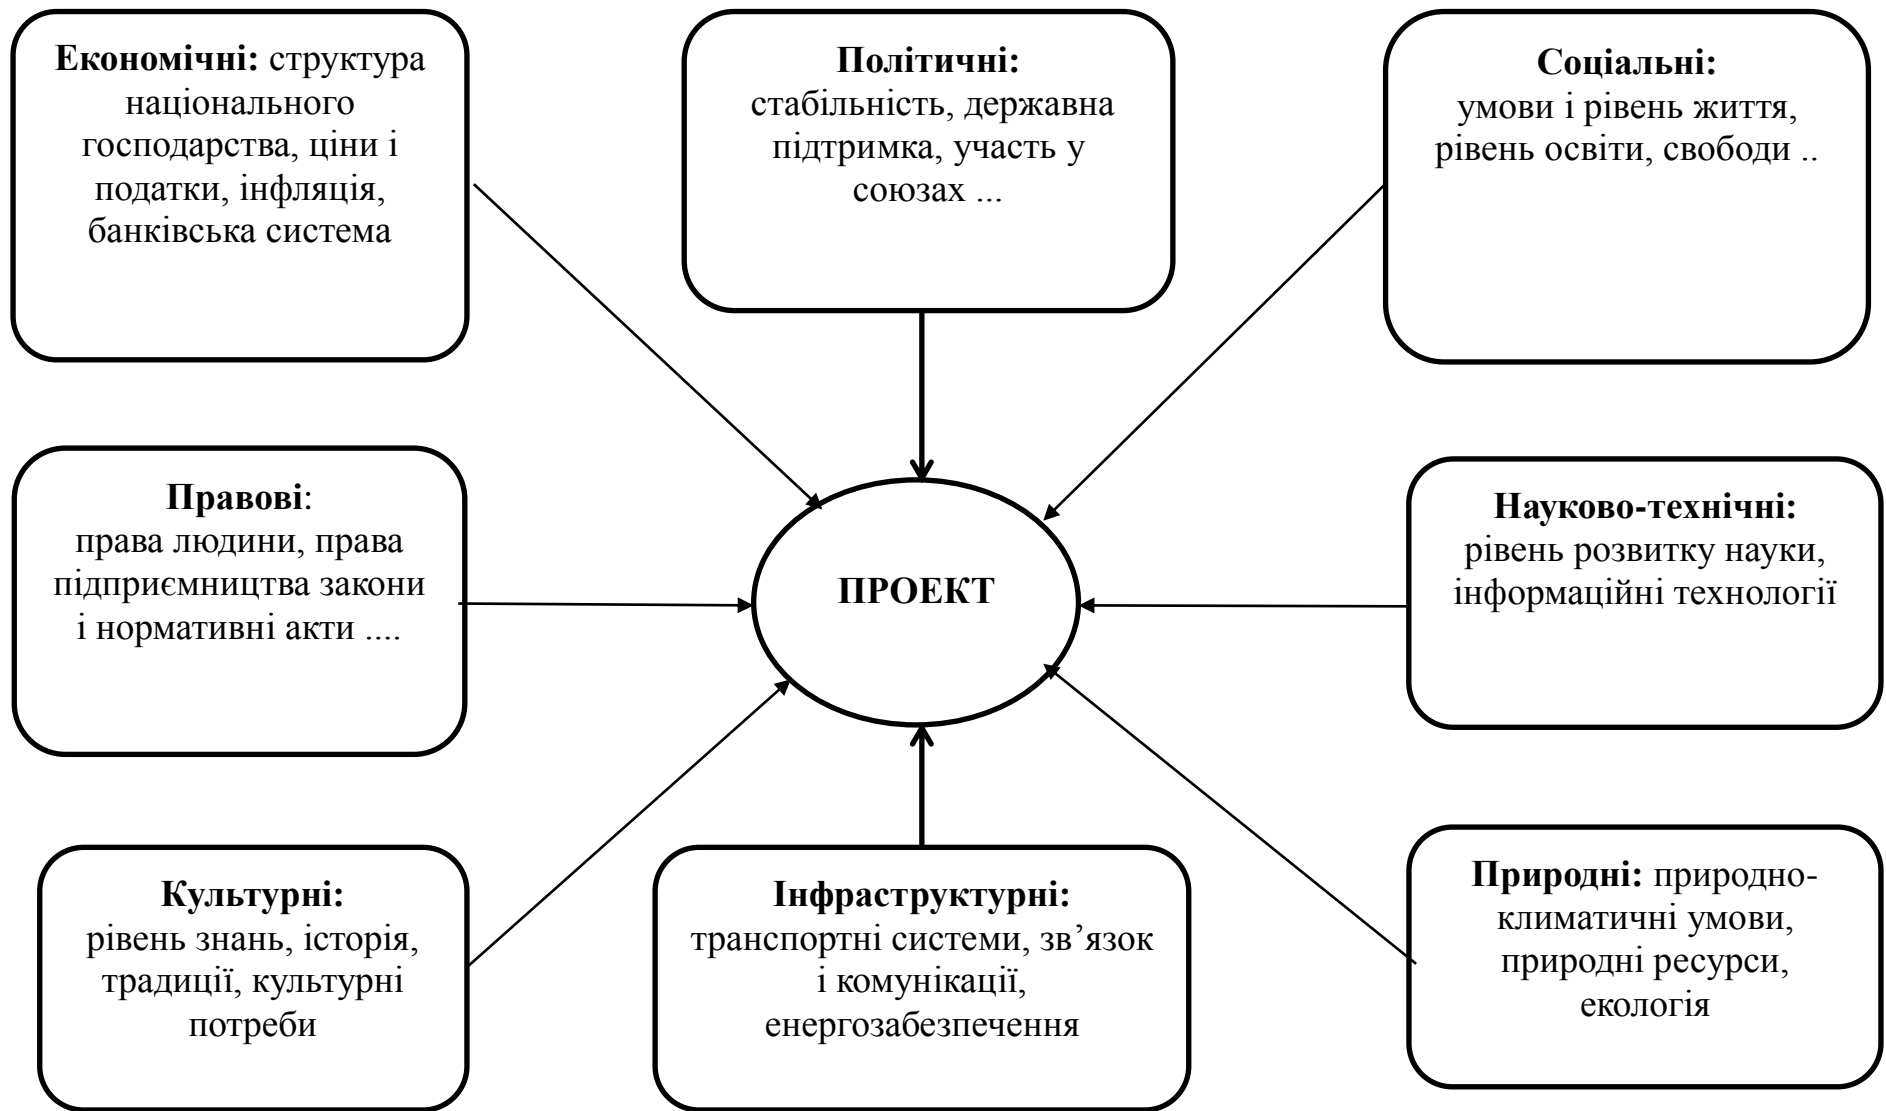 Економічні: структура
національного
господарства, ціни і
податки, інфляція,
банківська система
Політичні:
стабільність, державна
підтримка, участь у
союзах ...
Соціальні:
умови і рівень життя,
рівень освіти, свободи ..
Правові:
права людини, права
підприємництва закони
і нормативні акти ....
ПРОЕКТ
Науково-технічні:
рівень розвитку науки,
інформаційні технології
Культурні:
рівень знань, історія,
традиції, культурні
потреби
Інфраструктурні:
транспортні системи, зв’язок
і комунікації,
енергозабезпечення
Природні: природно-
климатичні умови,
природні ресурси,
екологія